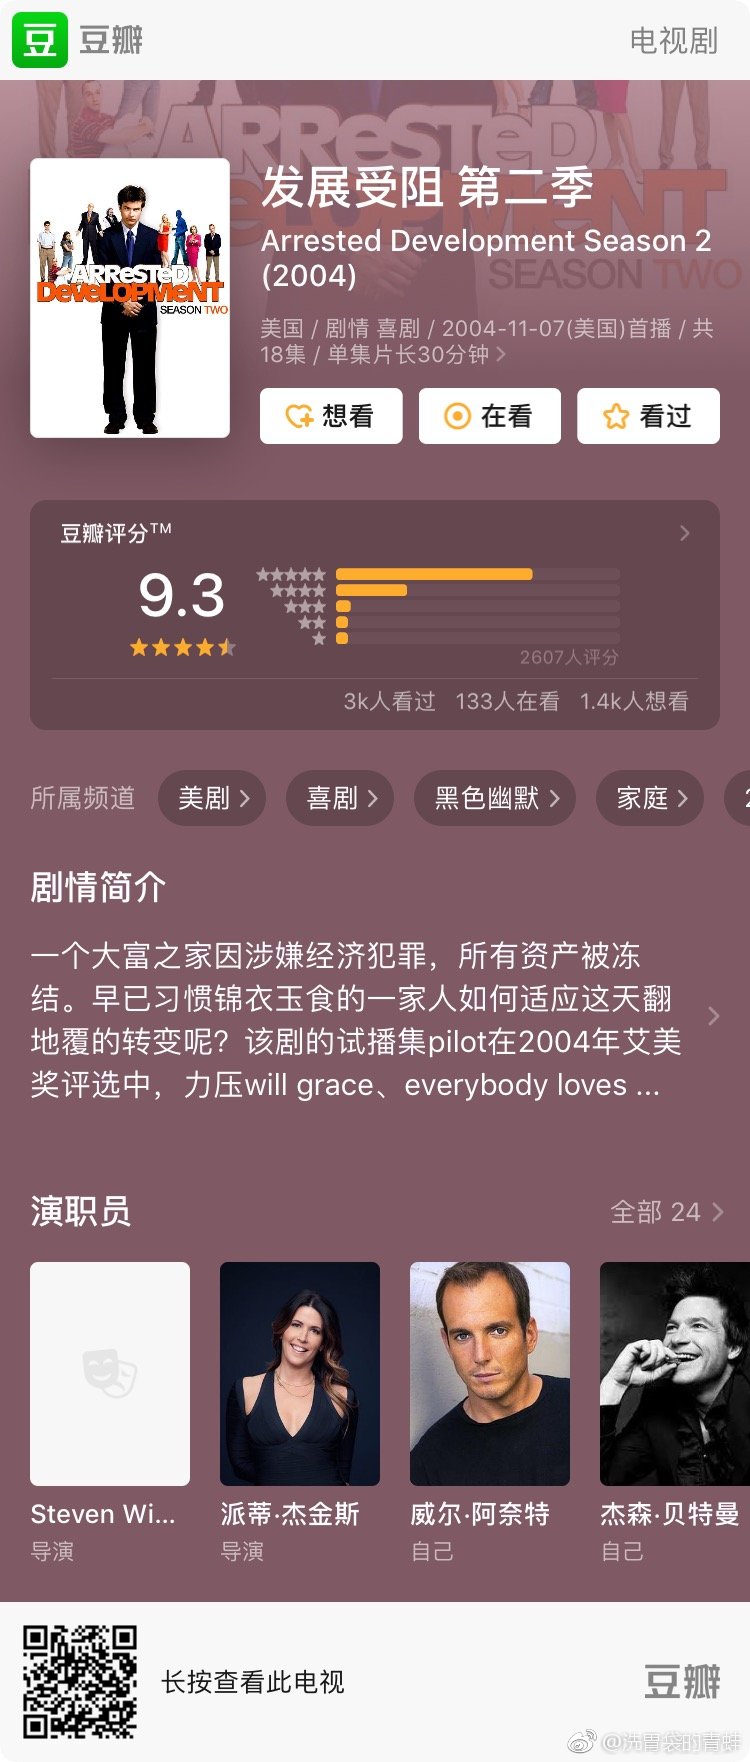 豆 豆瓣
电视剧
ARRESTED
DEVELOPMENT
SEASON TWO
ARRESTED
DEVELOPMENT
SEASON TWO
发展受阻 第二季
Arrested Development Season 2
(2004)
美国 / 剧情 喜剧 / 2004-11-07(美国)首播 / 共
18集 / 单集片长30分钟
想看
在看
看过
豆瓣评分™
9.3
2607人评分
3k人看过 133人在看 1.4k人想看
所属频道 美剧 喜剧 黑色幽默 家庭 2
剧情简介
一个大富之家因涉嫌经济犯罪，所有资产被冻
结。早已习惯锦衣玉食的一家人如何适应这天翻
地覆的转变呢？该剧的试播集pilot在2004年艾美
奖评选中，力压will grace、everybody loves ...
演职员
全部 24
Steven Wi...
导演
派蒂·杰金斯
导演
威尔·阿奈特
自己
杰森·贝特曼
自己
长按查看此电视
豆瓣
@洗胃袋的青蛙